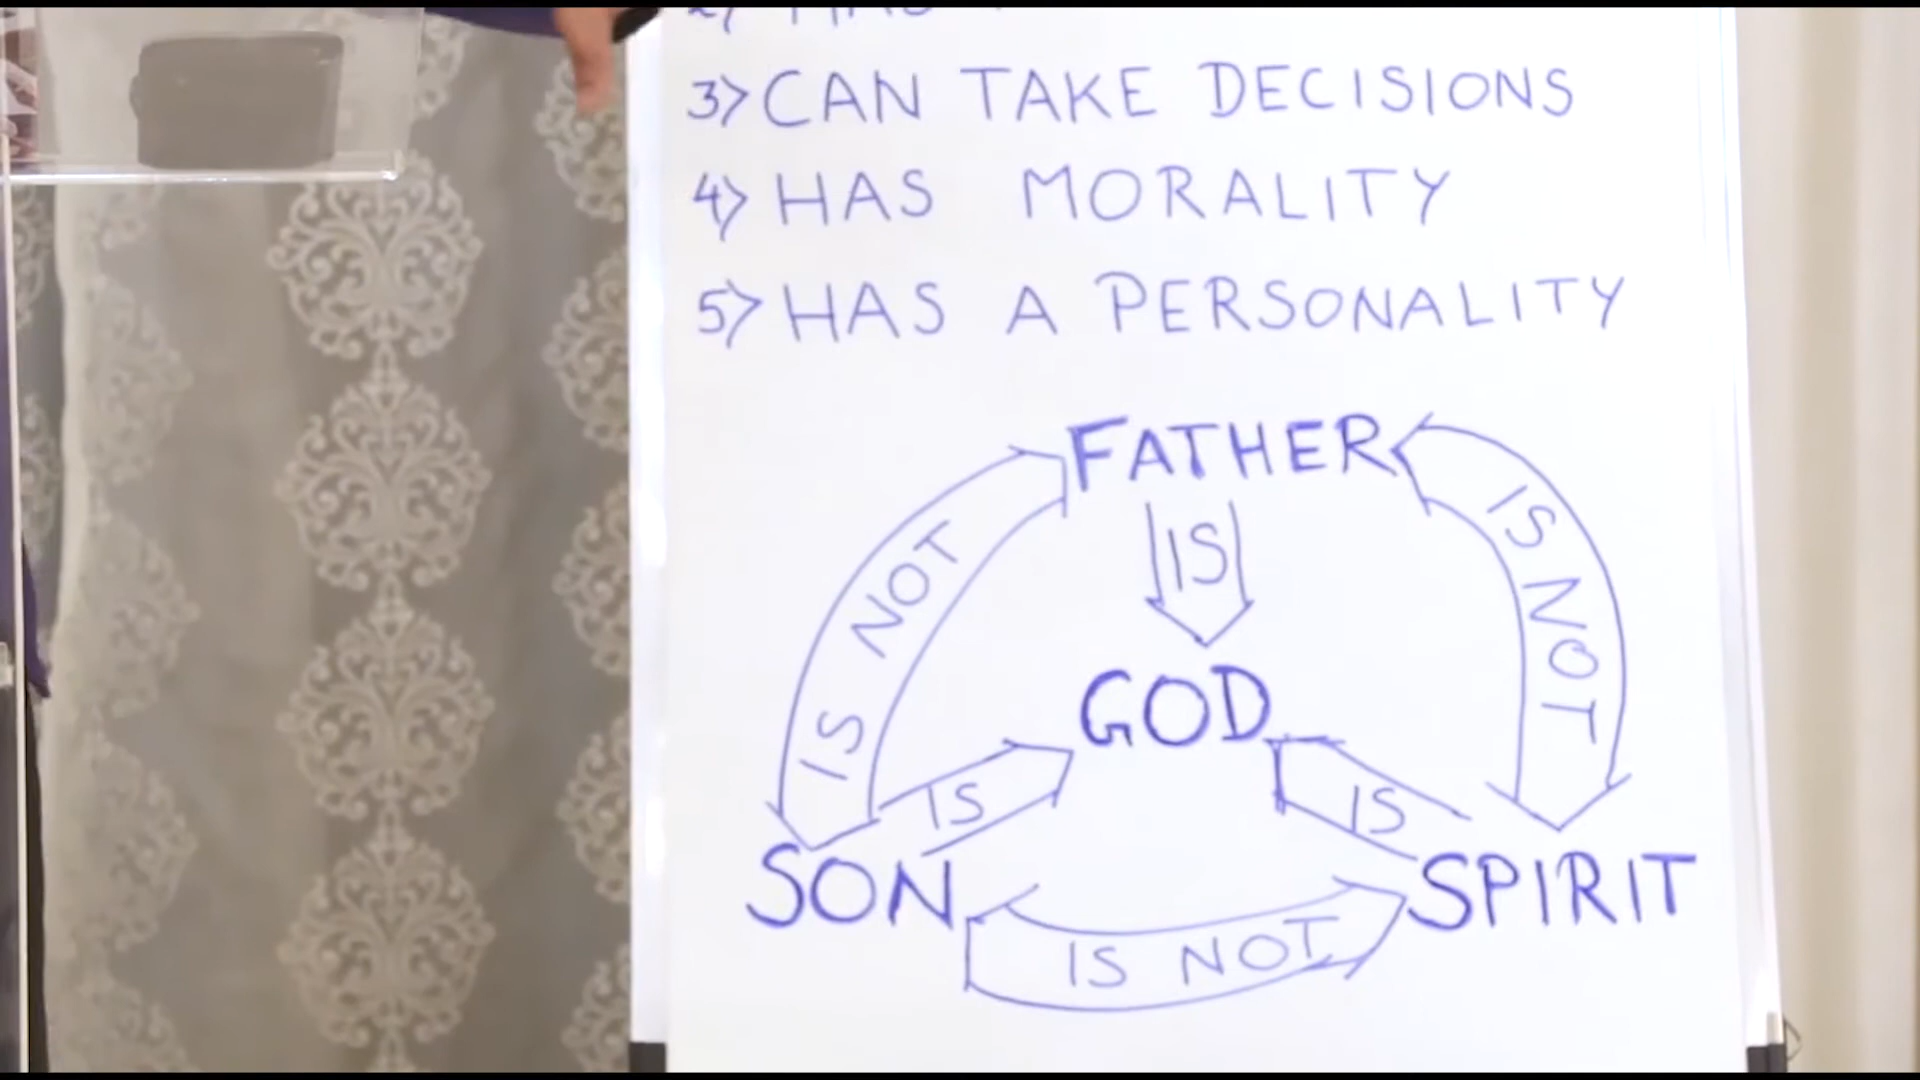 3) CAN TAKE DECISIONS
4) HAS MORALITY
5) HAS A PERSONALITY
FATHER
IS NOT
IS
IS NOT
GOD
IS
IS
SON
SPIRIT
IS NOT